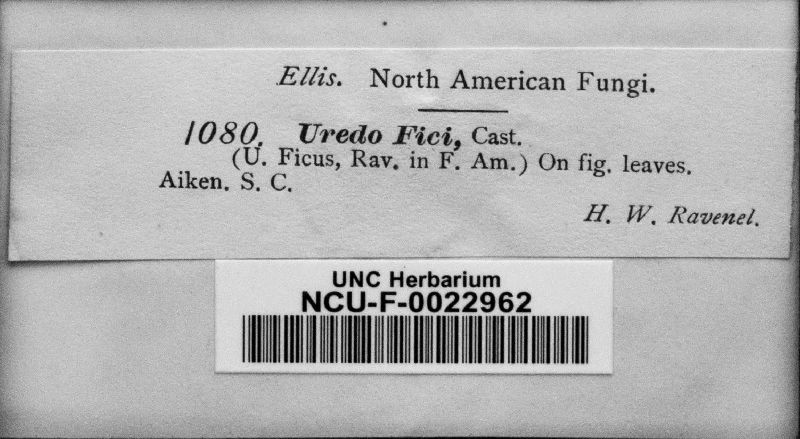 Ellis. North American Fungi.
1080. Uredo Fici, Cast.
(U. Ficus, Rav. in F. Am.) On fig. leaves.
Aiken. S. C.
H. W. Ravenel.
UNC Herbarium
NCU-F-0022962